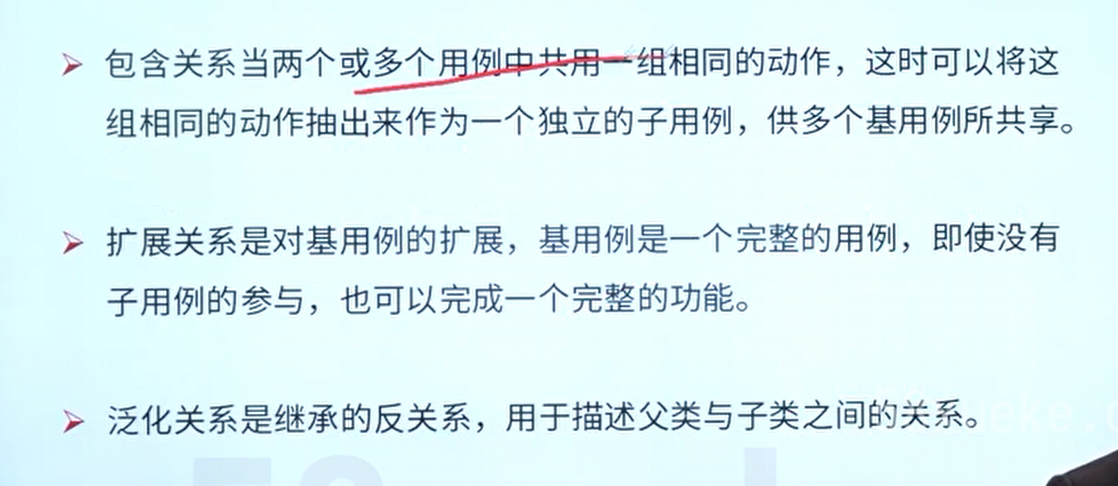 包含关系当两个或多个用例中共用一组相同的动作，这时可以将这
组相同的动作抽出来作为一个独立的子用例，供多个基用例所共享。
扩展关系是对基用例的扩展，基用例是一个完整的用例，即使没有
子用例的参与，也可以完成一个完整的功能。
泛化关系是继承的反关系，用于描述父类与子类之间的关系。